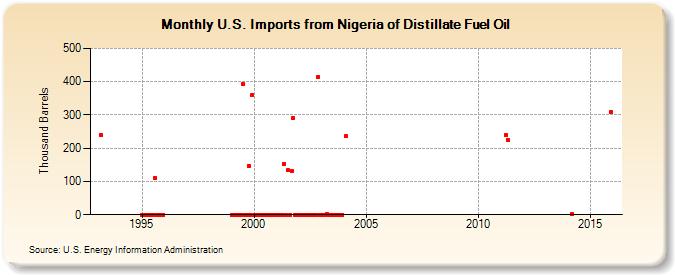 Monthly U.S. Imports from Nigeria of Distillate Fuel Oil
Thousand Barrels
500
400
300
200
100
0
1995 2000 2005 2010 2015
Source: U.S. Energy Information Administration